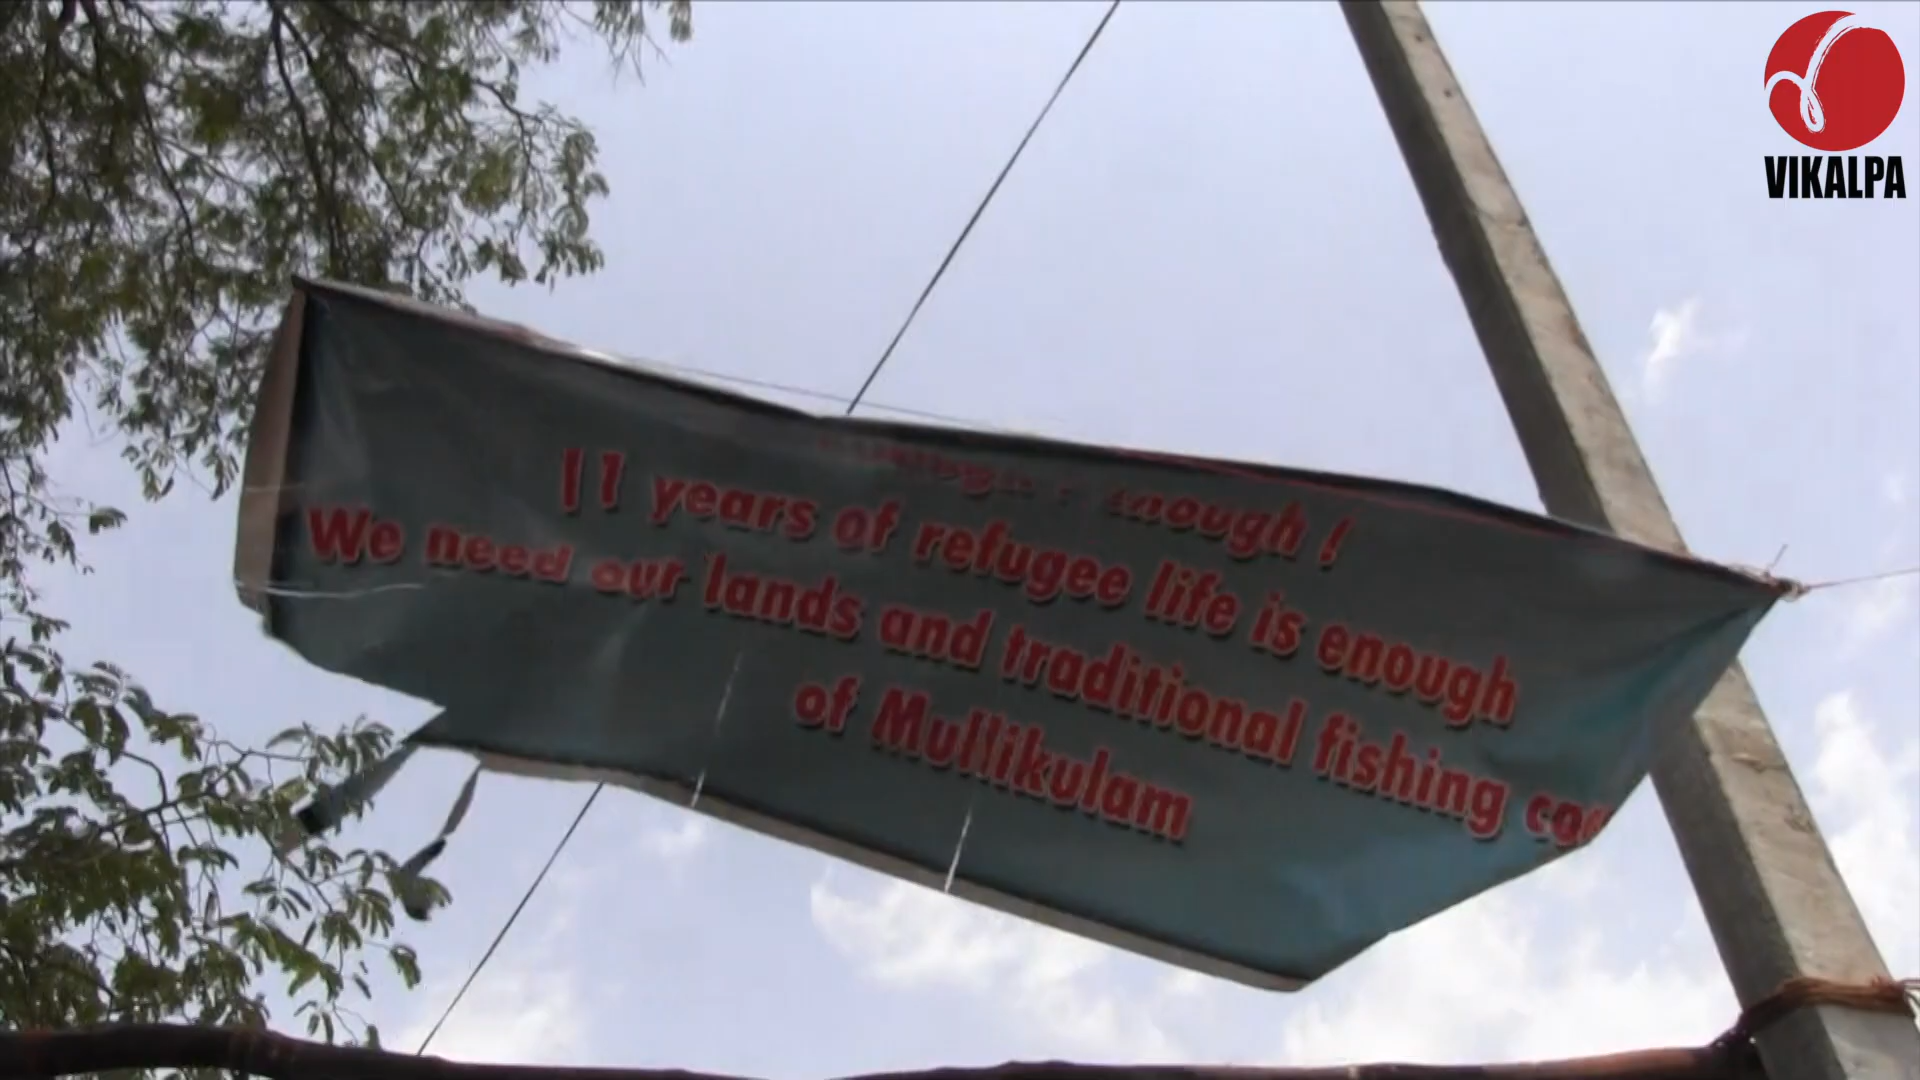 enough !
11 years of refugee life is enough
We need our lands and traditional fishing
of Mullikulam
VIKALPA